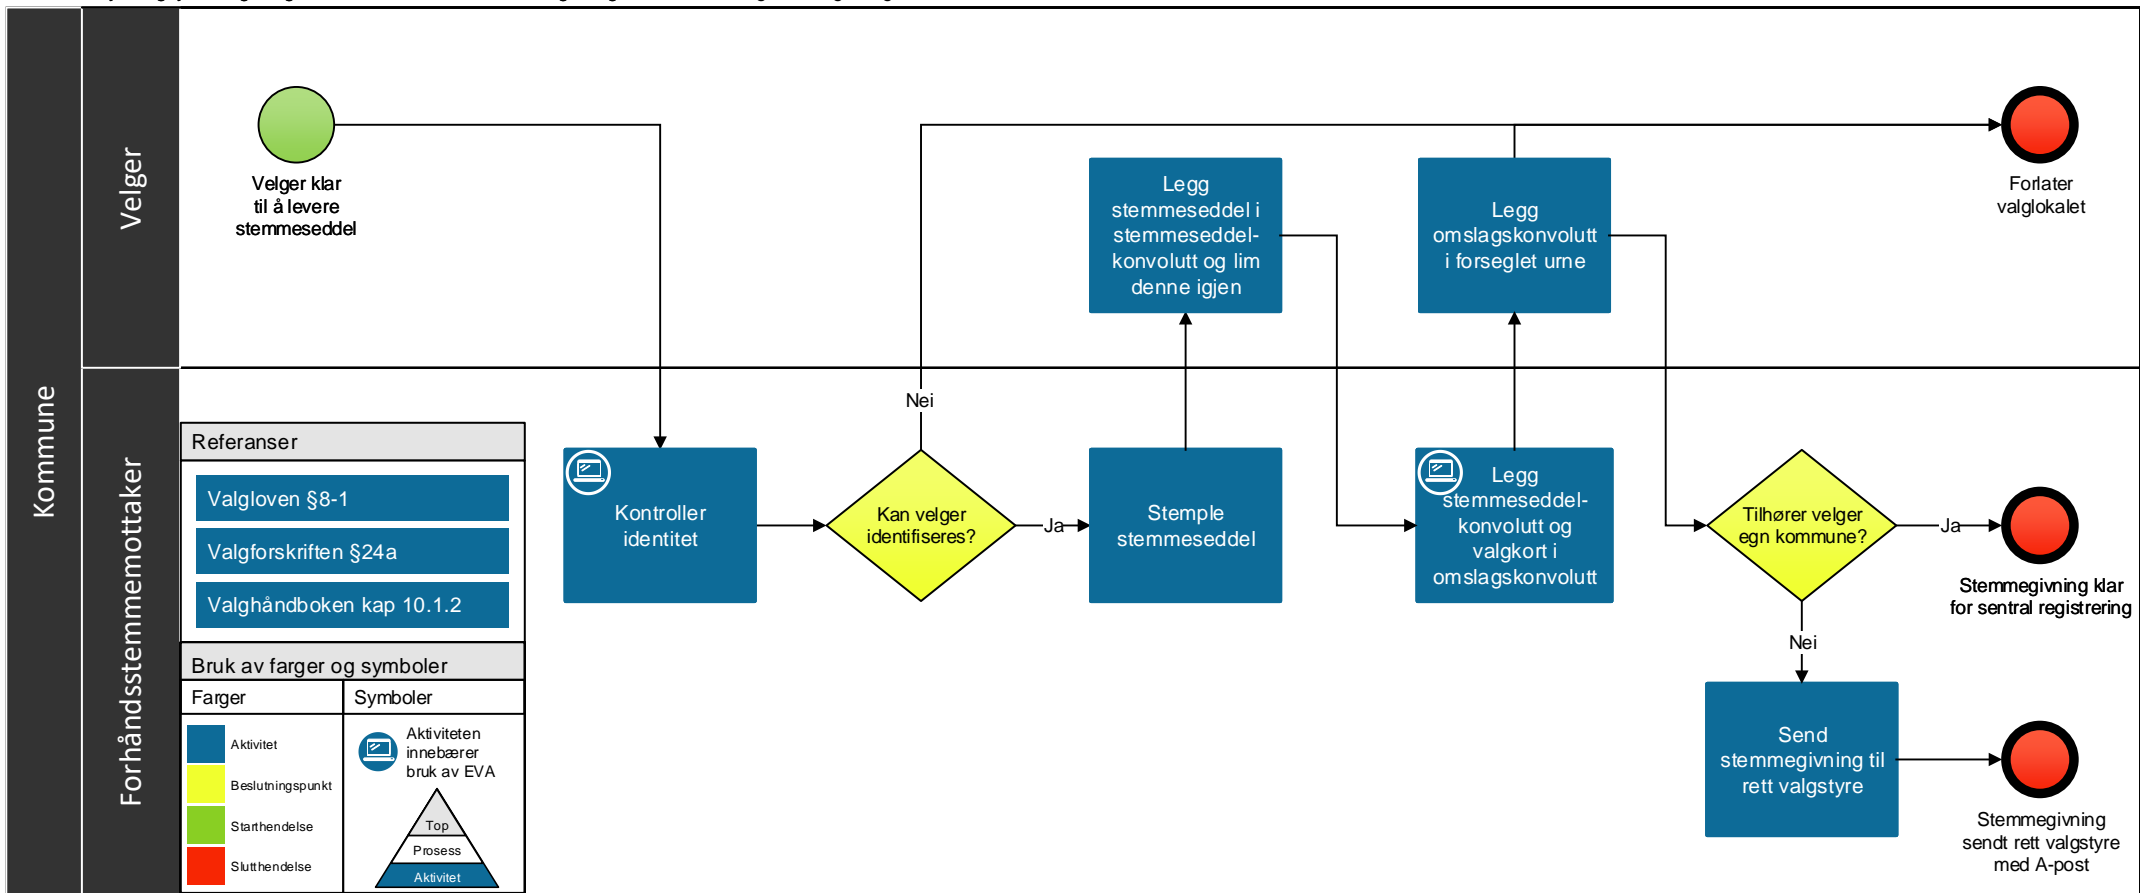 Kommune
Velger
Forhåndsstemmemottaker
Velger klar
til å levere
stemmeseddel
Legg
stemmeseddel i
stemmeseddel-
konvolutt og lim
denne igjen
Legg
omslagskonvolutt
i forseglet urne
Forlater
valglokalet
Nei
Referanser
Valgloven §8-1
Valgforskriften §24a
Valghåndboken kap 10.1.2
Kontroller
identitet
Kan velger
identifiseres?
Ja
Stemple
stemmeseddel
Legg
stemmeseddel-
konvolutt og
valgkort i
omslagskonvolutt
Tilhører velger
egn kommune?
Ja
Stemmegivning klar
for sentral registrering
Nei
Send
stemmegivning til
rett valgstyre
Stemmegivning
sendt rett valgstyre
med A-post
Bruk av farger og symboler
Farger
Symboler
Aktivitet
Beslutningspunkt
Starthendelse
Slutthendelse
Aktiviteten
innebærer
bruk av EVA
Top
Prosess
Aktivitet